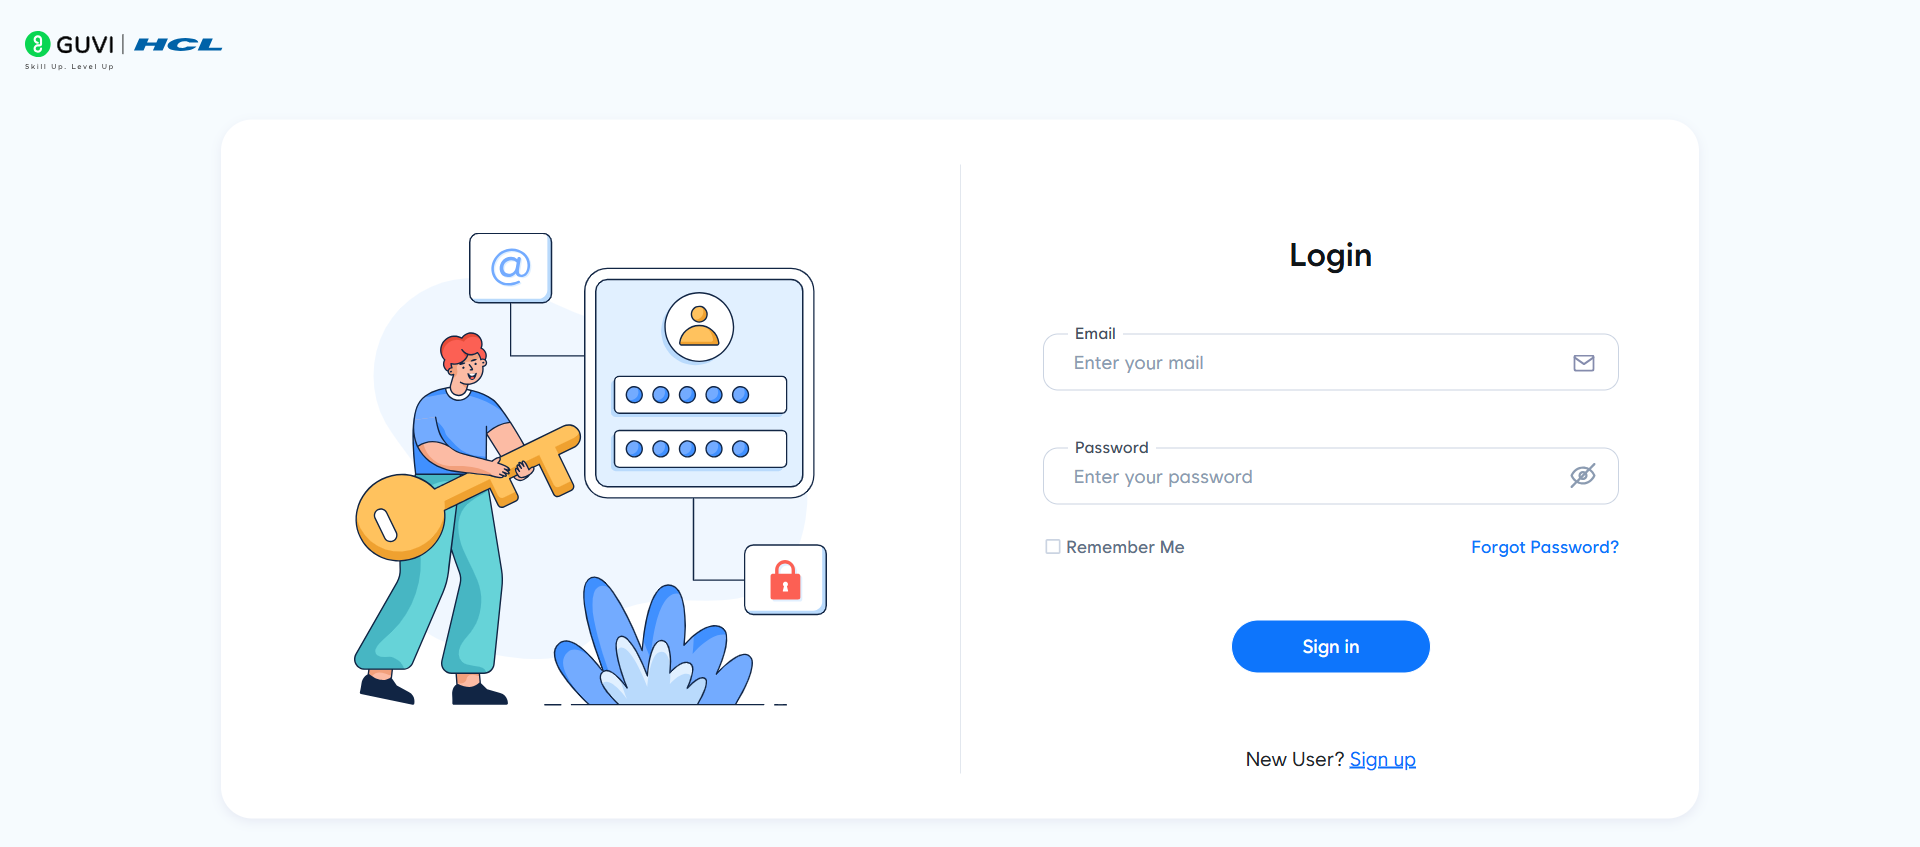 GUVI | HCL
Skill Up. Level Up
@
Login
Email
Enter your mail
Password
Enter your password
Remember Me
Forgot Password?
Sign in
New User? Sign up